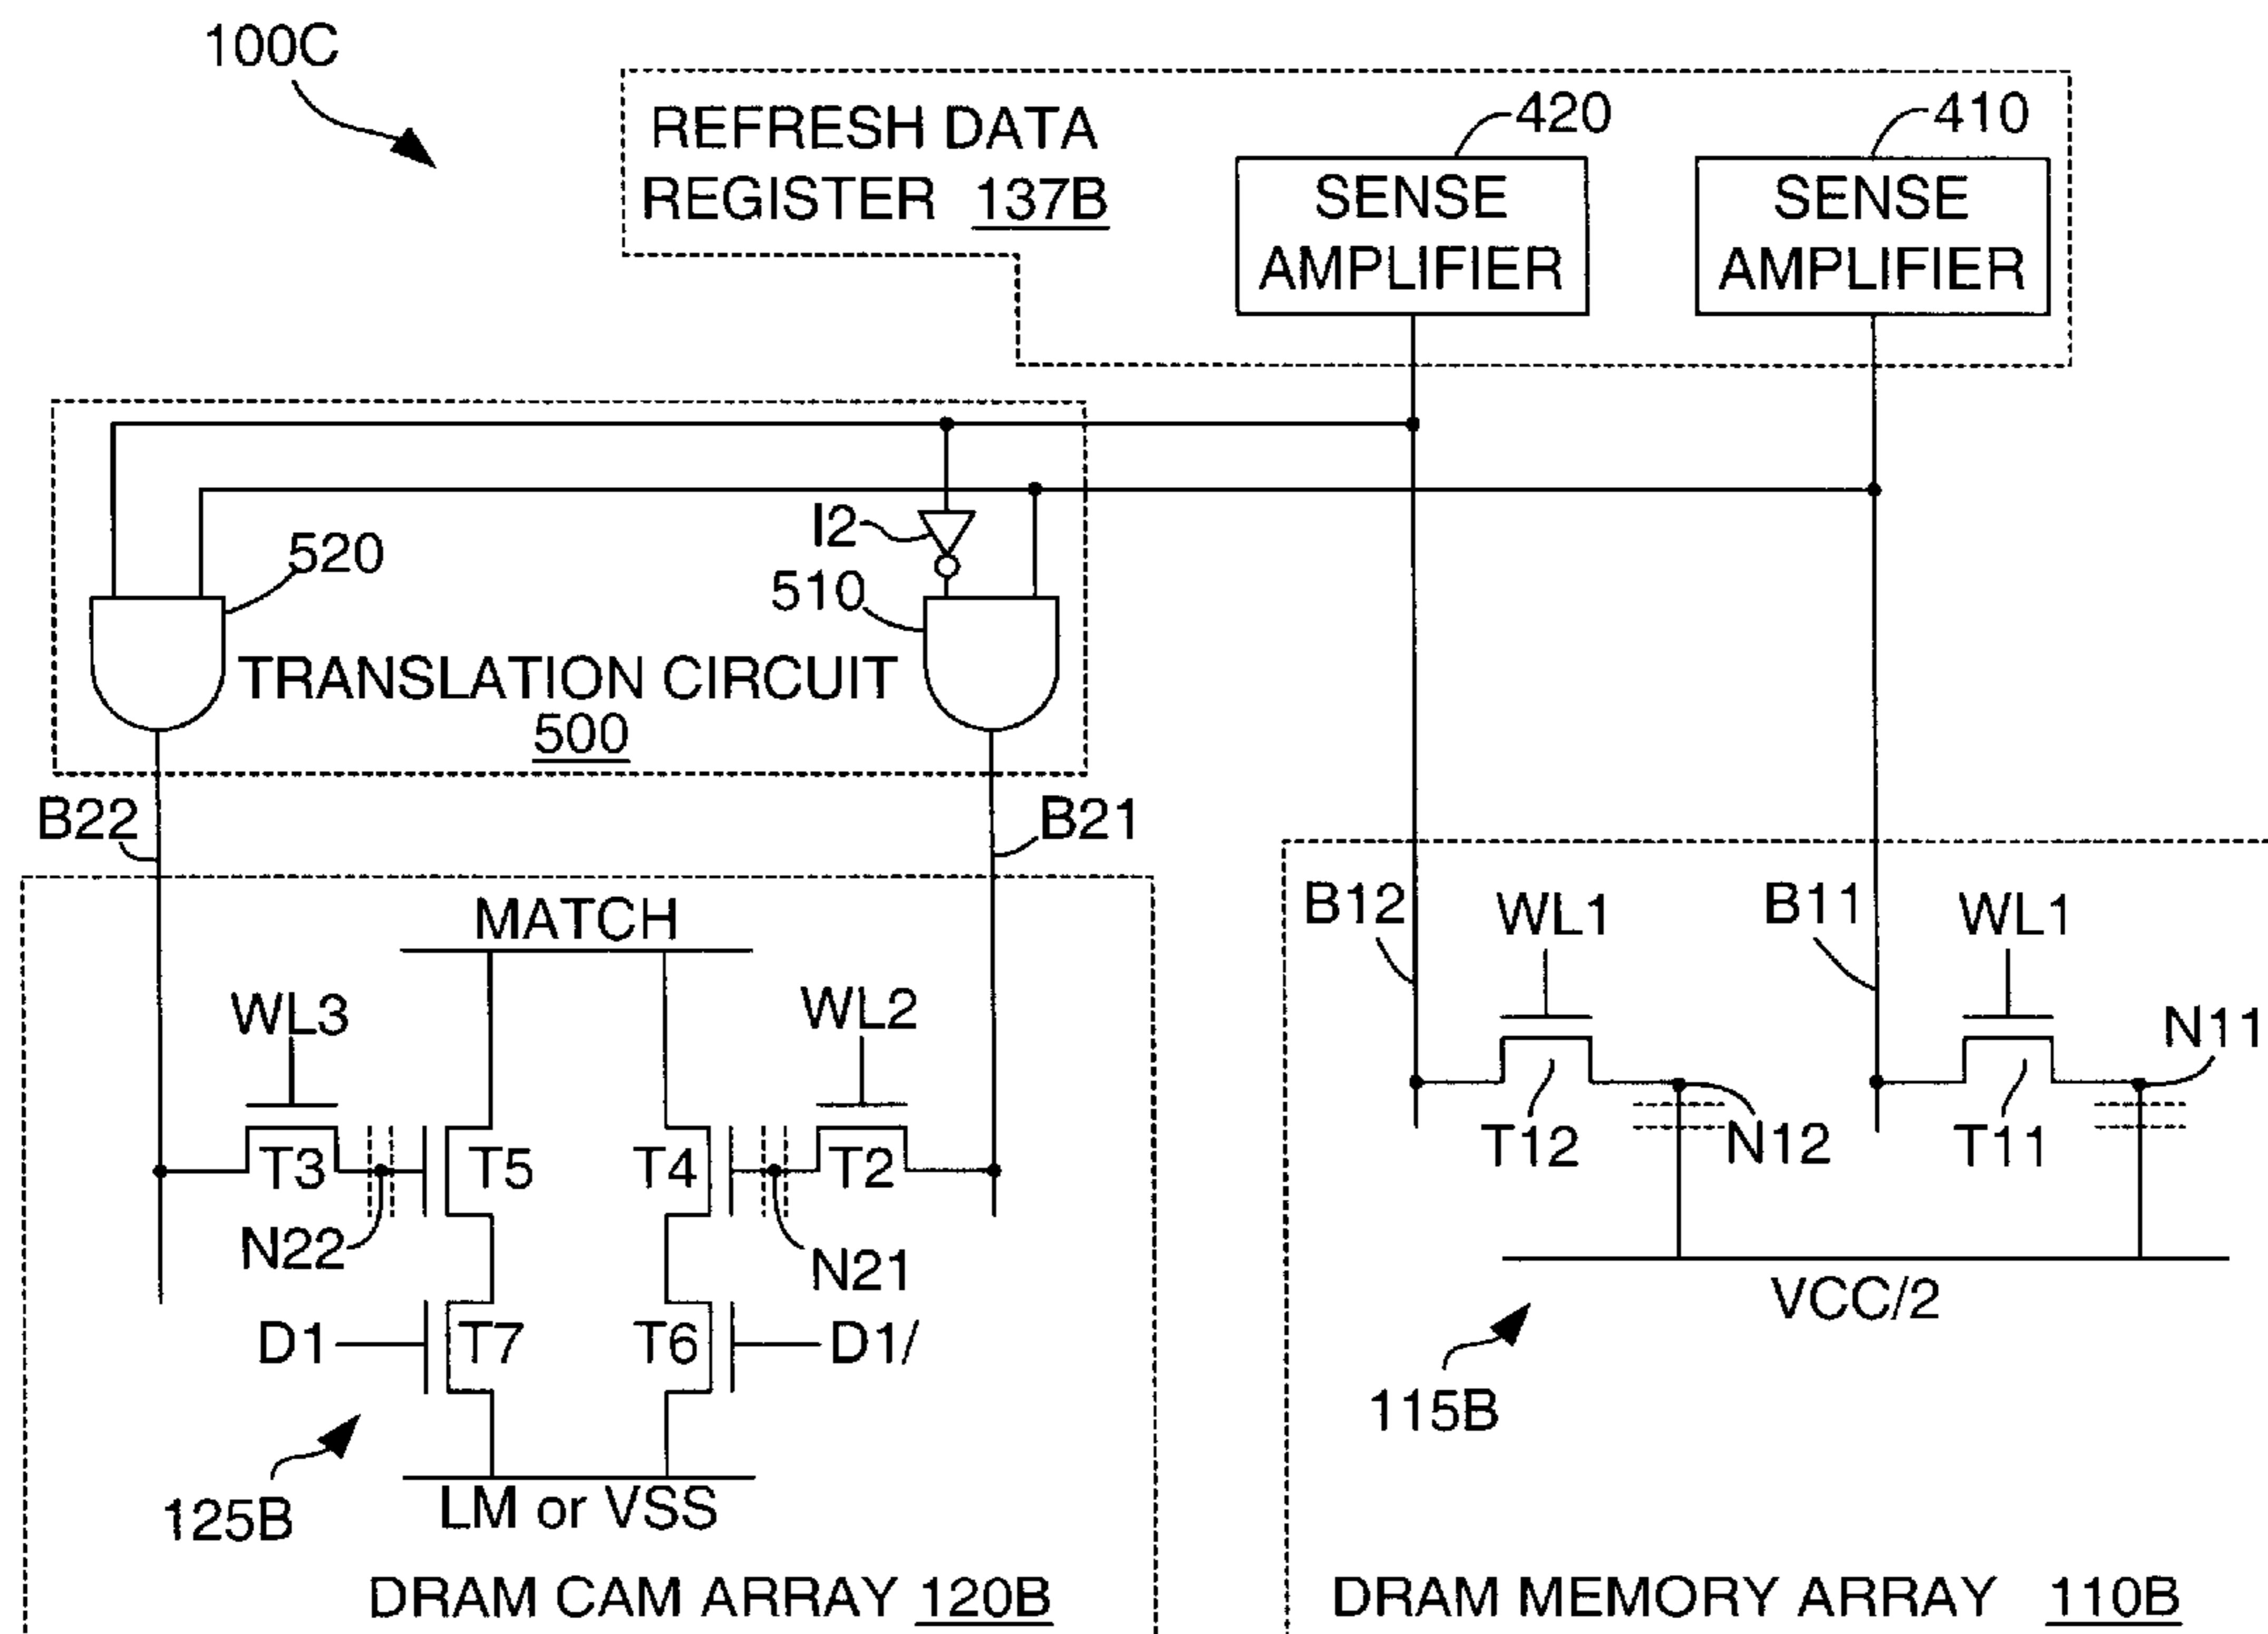 100C
REFRESH DATA
REGISTER 137B
420
410
SENSE
AMPLIFIER
SENSE
AMPLIFIER
I2
520
510
TRANSLATION CIRCUIT
500
B22
B21
MATCH
WL3
WL2
T3
T5
T4
T2
N22
N21
D1
T7
T6
D1/
125B
LM or VSS
DRAM CAM ARRAY 120B
B12
WL1
B11
WL1
N11
T12
N12
T11
VCC/2
115B
DRAM MEMORY ARRAY 110B